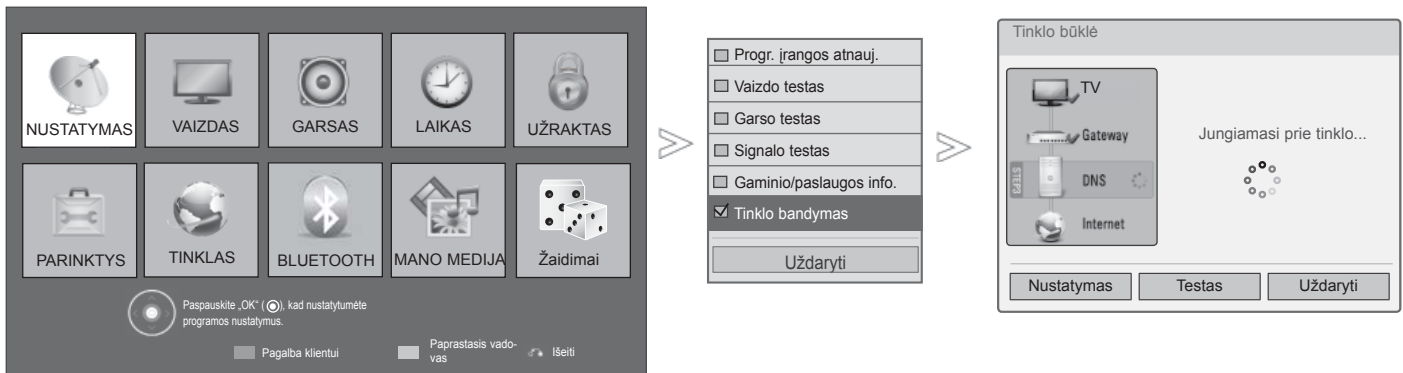 NUSTATYMAS
VAIZDAS
GARSAS
LAIKAS
UŽRAKTAS
PARINKTYS
TINKLAS
BLUETOOTH
MANO MEDIJA
Žaidimai
Paspauskite „OK“ (◉), kad nustatytumėte
programos nustatymus.
Pagalba klientui
Paprastasis vado-
vas
Išeiti
Progr. įrangos atnauj.
Vaizdo testas
Garso testas
Signalo testas
Gaminio/paslaugos info.
Tinklo bandymas
Uždaryti
Tinklo būklė
TV
Gateway
STEP3
DNS
Internet
Jungiamasi prie tinklo...
Nustatymas
Testas
Uždaryti